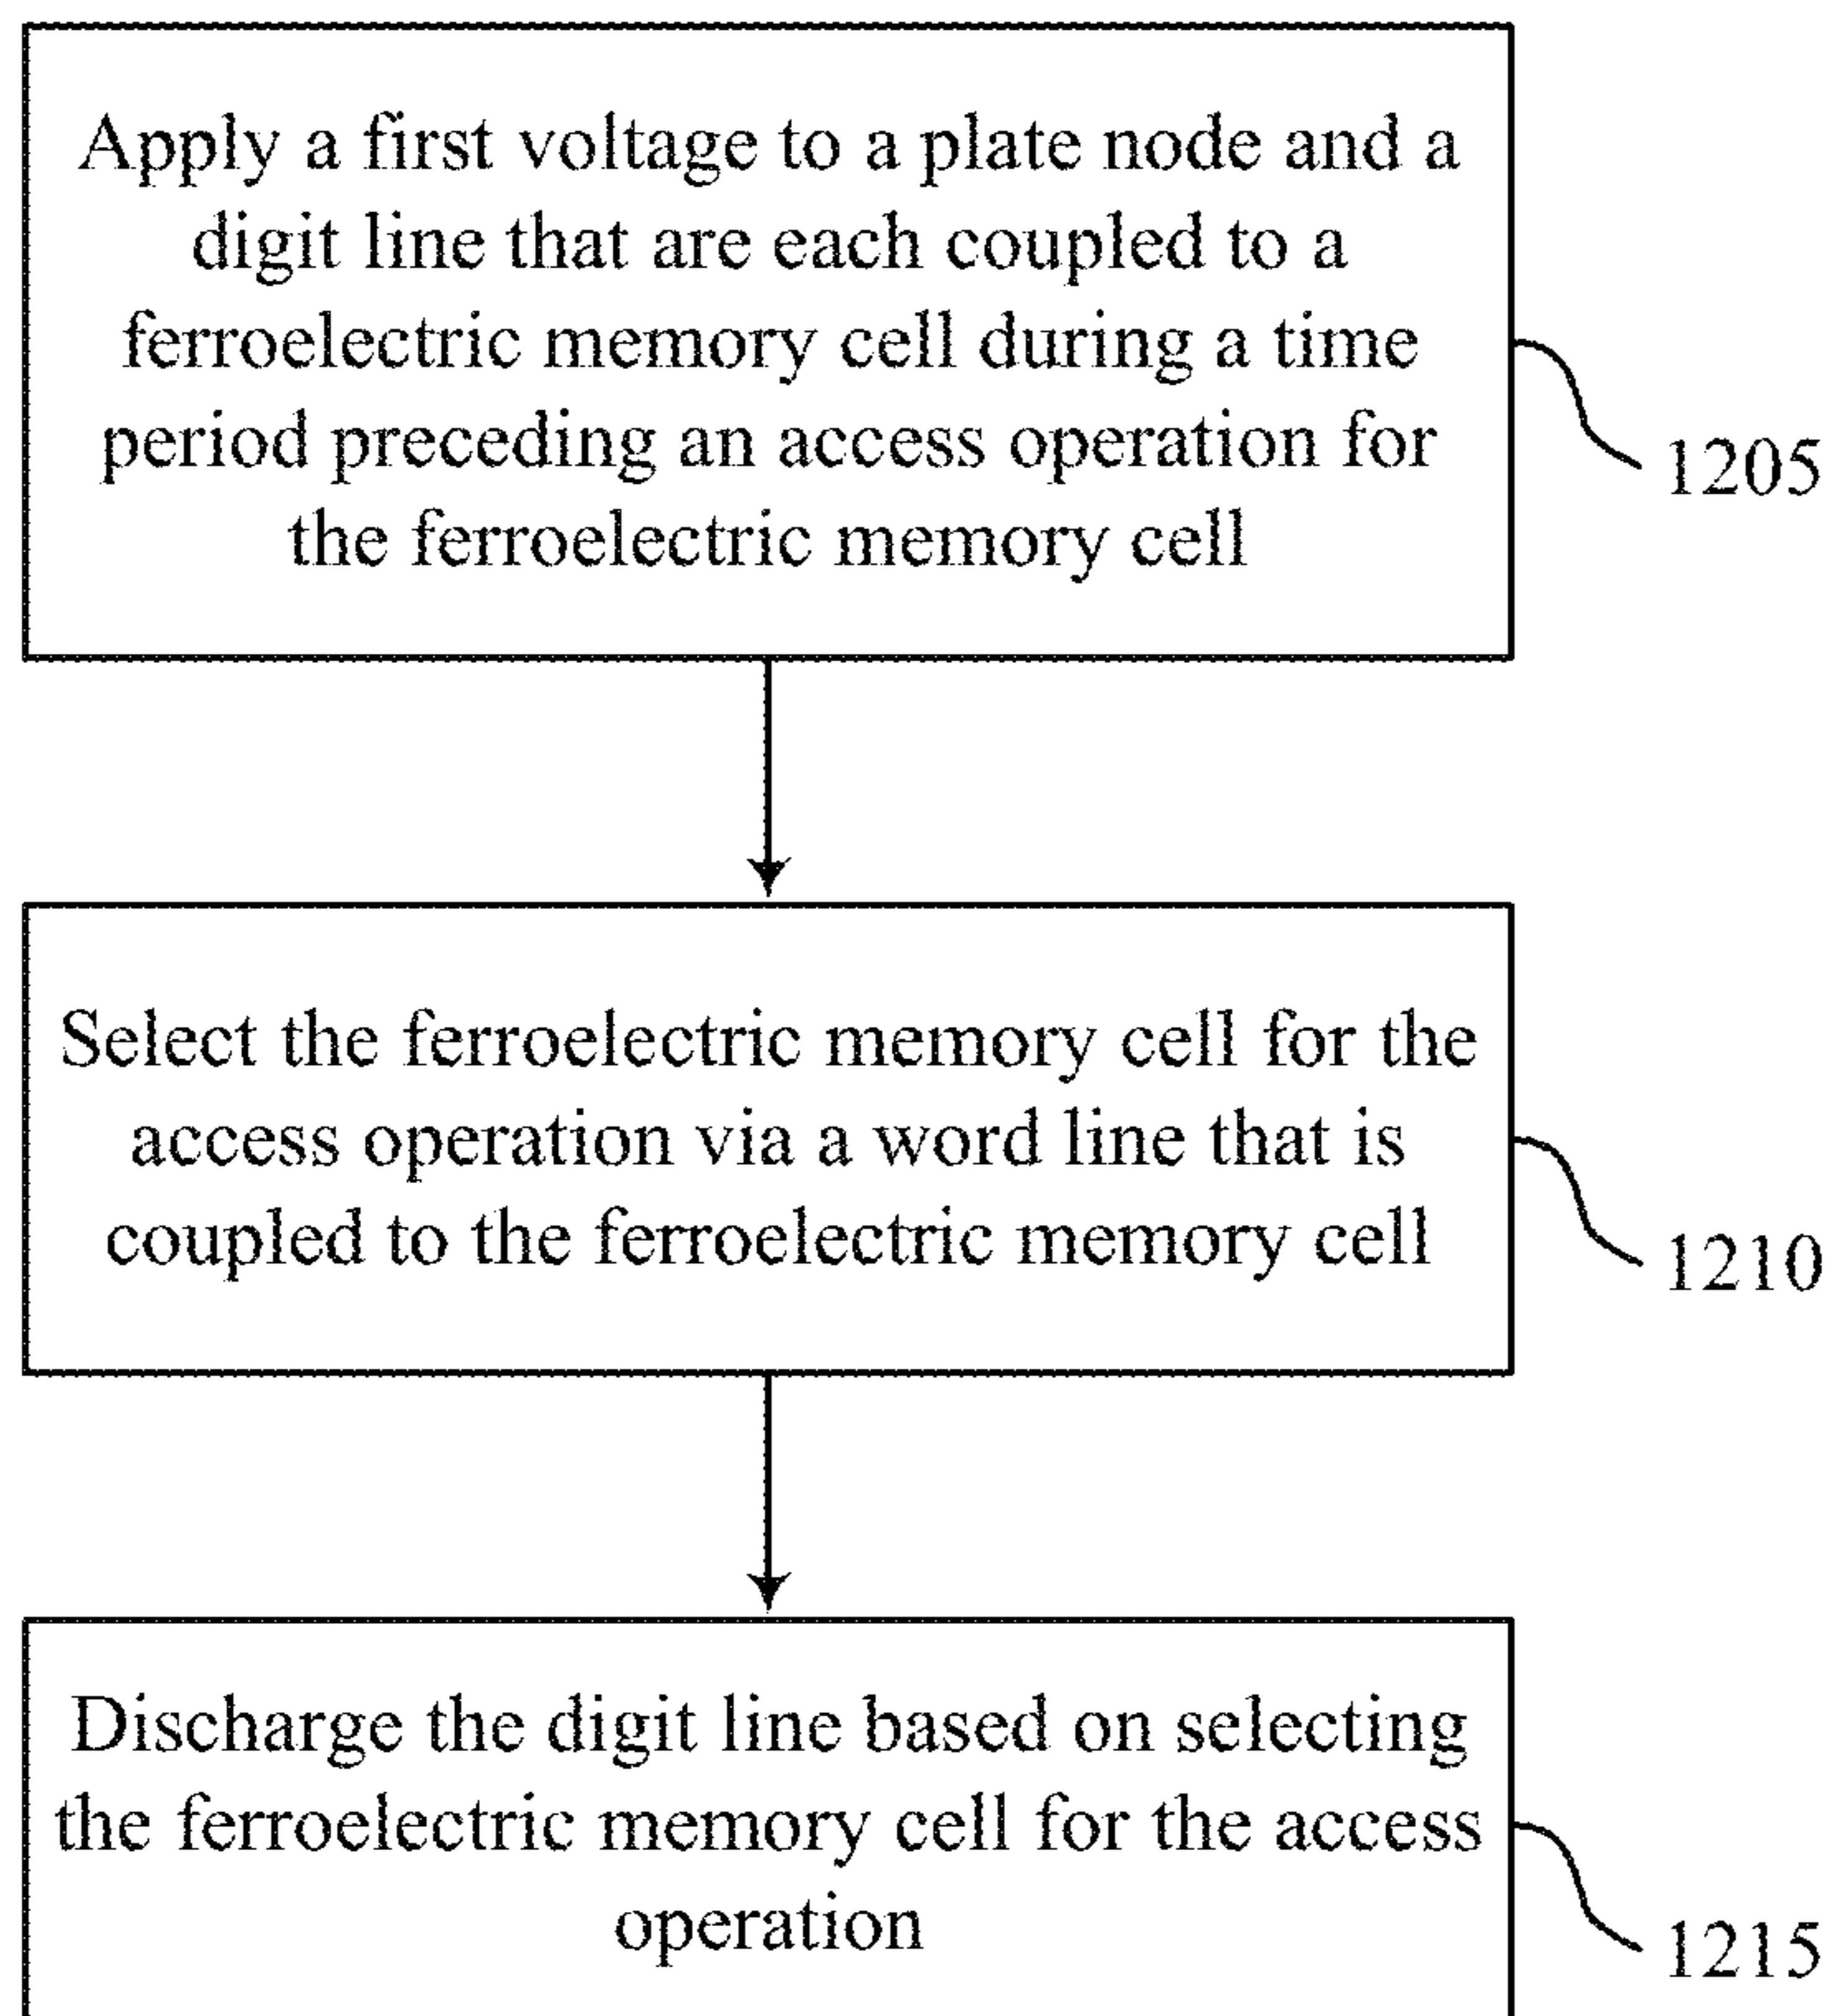 Apply a first voltage to a plate node and a
digit line that are each coupled to a
ferroelectric memory cell during a time
period preceding an access operation for
the ferroelectric memory cell
1205
Select the ferroelectric memory cell for the
access operation via a word line that is
coupled to the ferroelectric memory cell
1210
Discharge the digit line based on selecting
the ferroelectric memory cell for the access
operation
1215